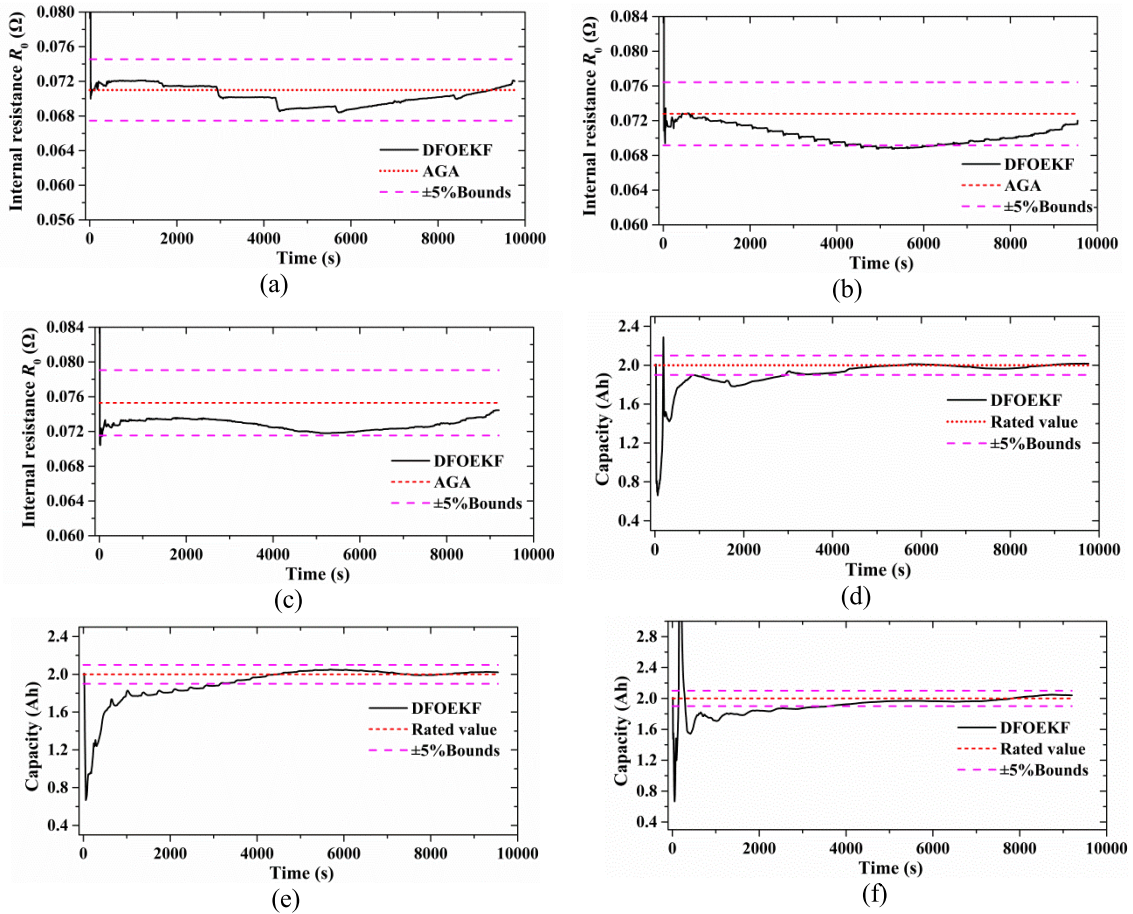 Internal resistance R0 (Ω)
0.080
0.076
0.072
0.068
0.064
0.060
0.056
DFOEKF
AGA
±5%Bounds
0 2000 4000 6000 8000 10000
Time (s)
(a)
Internal resistance R0 (Ω)
0.084
0.080
0.076
0.072
0.068
0.064
0.060
DFOEKF
AGA
±5%Bounds
0 2000 4000 6000 8000 10000
Time (s)
(b)
Internal resistance R0 (Ω)
0.084
0.080
0.076
0.072
0.068
0.064
0.060
DFOEKF
AGA
±5%Bounds
0 2000 4000 6000 8000 10000
Time (s)
(c)
Capacity (Ah)
2.4
2.0
1.6
1.2
0.8
0.4
DFOEKF
Rated value
±5%Bounds
0 2000 4000 6000 8000 10000
Time (s)
(d)
Capacity (Ah)
2.4
2.0
1.6
1.2
0.8
0.4
DFOEKF
Rated value
±5%Bounds
0 2000 4000 6000 8000 10000
Time (s)
(e)
Capacity (Ah)
2.8
2.4
2.0
1.6
1.2
0.8
0.4
DFOEKF
Rated value
±5%Bounds
0 2000 4000 6000 8000 10000
Time (s)
(f)